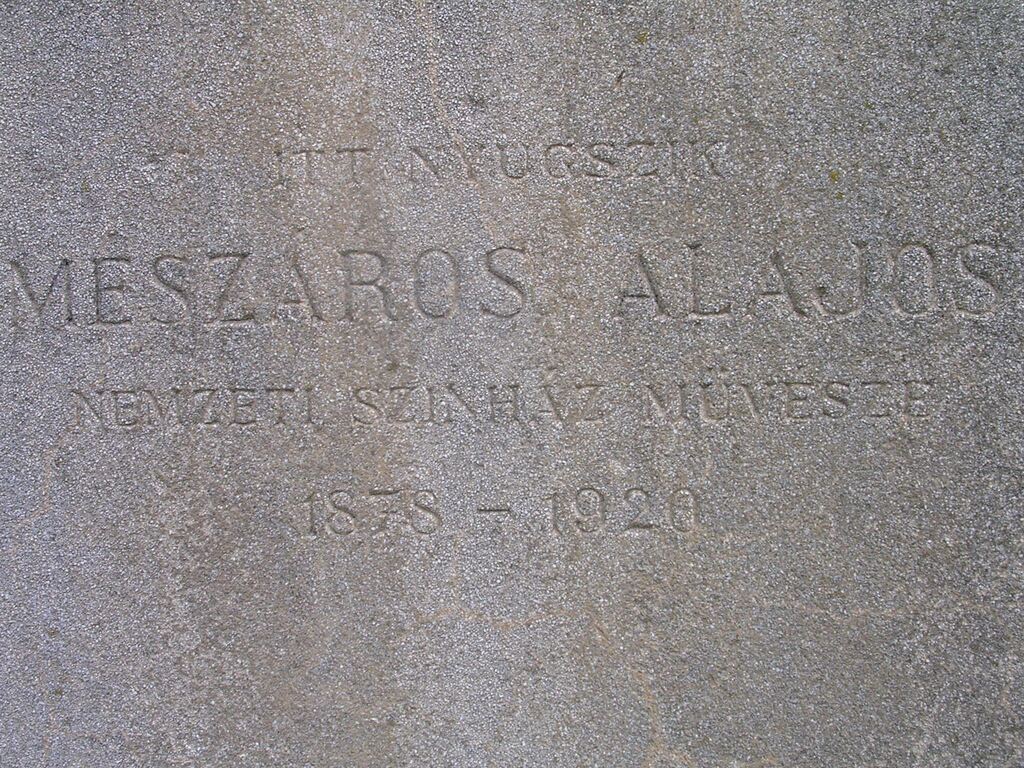 ITT NYUGSZIK
MÉSZÁROS ALAJOS
NEMZETI SZINHÁZ MŰVÉSZE
1878 - 1920